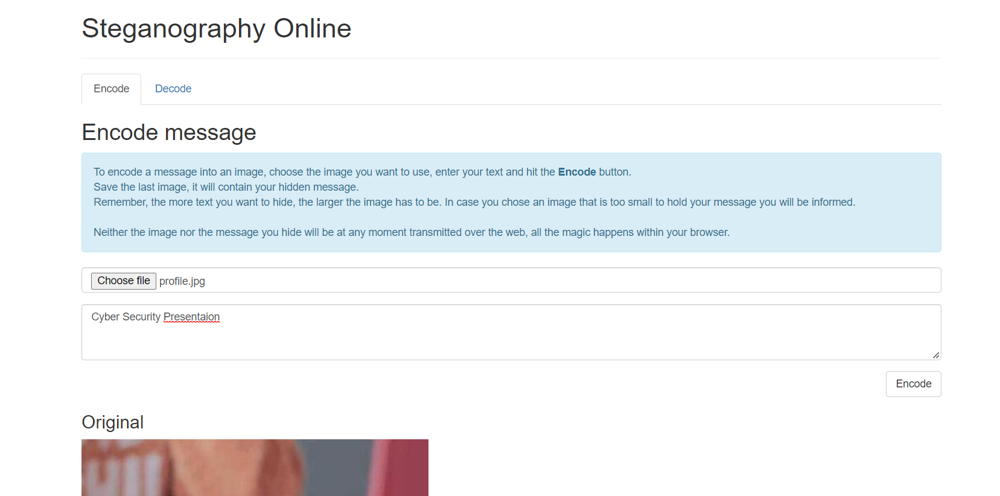 Steganography Online
Encode Decode
Encode message
To encode a message into an image, choose the image you want to use, enter your text and hit the Encode button.
Save the last image, it will contain your hidden message.
Remember, the more text you want to hide, the larger the image has to be. In case you chose an image that is too small to hold your message you will be informed.
Neither the image nor the message you hide will be at any moment transmitted over the web, all the magic happens within your browser.
Choose file profile.jpg
Cyber Security Presentaion
Encode
Original